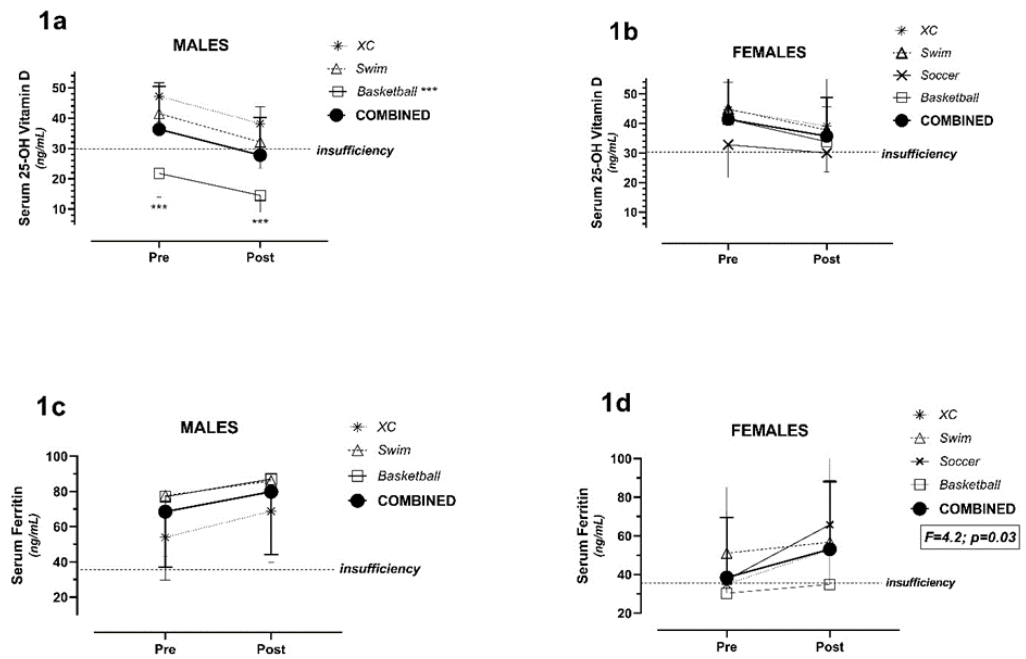 1a
MALES
XC
Swim
Basketball ***
COMBINED
Serum 25-OH Vitamin D
(ng/mL)
50
40
30
20
10
insufficiency
***
***
Pre
Post
1b
FEMALES
XC
Swim
Soccer
Basketball
COMBINED
Serum 25-OH Vitamin D
(ng/mL)
50
40
30
20
10
insufficiency
Pre
Post
1c
MALES
XC
Swim
Basketball
COMBINED
Serum Ferritin
(ng/mL)
100
80
60
40
20
insufficiency
Pre
Post
1d
FEMALES
XC
Swim
Soccer
Basketball
COMBINED
F=4.2; p=0.03
Serum Ferritin
(ng/mL)
100
80
60
40
20
insufficiency
Pre
Post